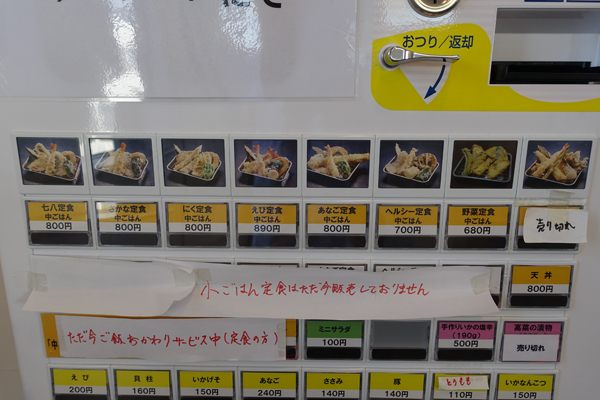 おつり／返却
七八定食
中ごはん
800円
さかな定食
中ごはん
800円
にく定食
中ごはん
800円
えび定食
中ごはん
890円
あなご定食
中ごはん
800円
ヘルシー定食
中ごはん
700円
野菜定食
中ごはん
680円
売り切れ
小ごはん定食はただ今販売しておりません
天丼
800円
ただ今ご飯おかわりサービス中(定食の方)
ミニサラダ
100円
手作りいかの塩辛
(190g)
500円
高菜の漬物
売り切れ
えび
200円
貝柱
160円
いかげそ
150円
あなご
240円
ささみ
140円
豚
140円
とりもも
110円
いかなんこつ
150円